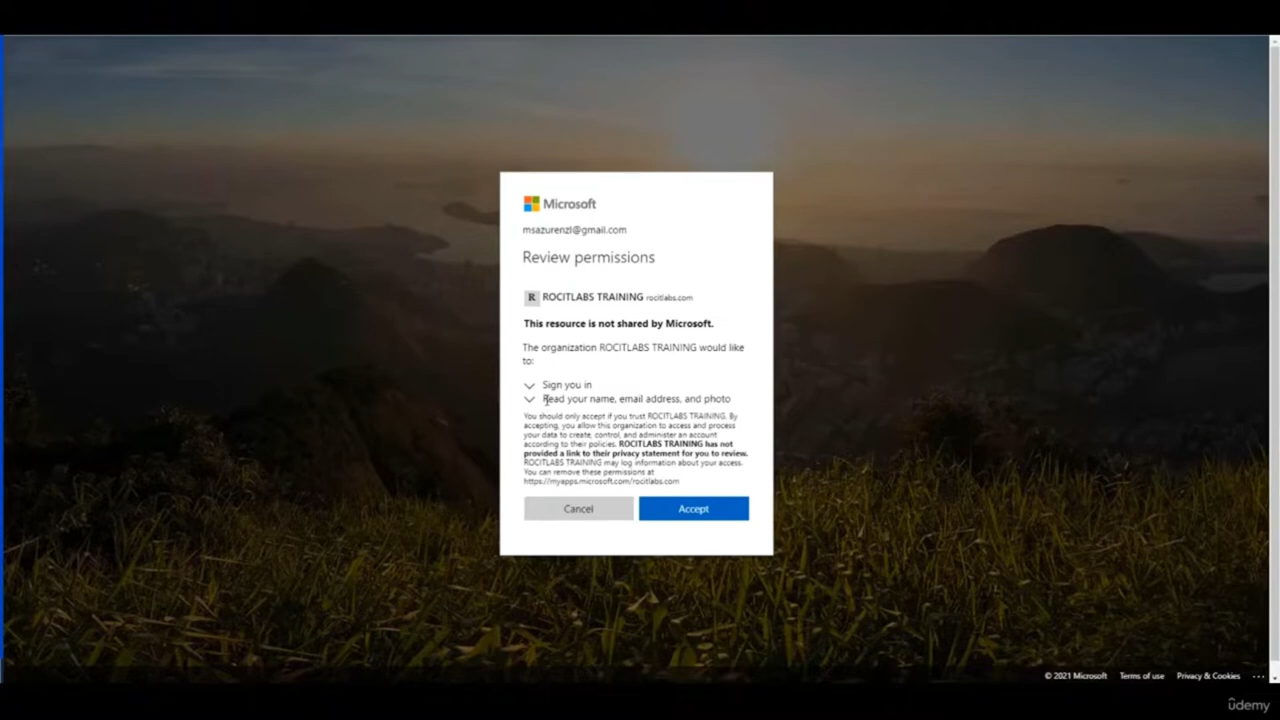 Microsoft
msazurenzl@gmail.com
Review permissions
R ROCITLABS TRAINING rocitlabs.com
This resource is not shared by Microsoft.
The organization ROCITLABS TRAINING would like
to:
Sign you in
Read your name, email address, and photo
You should only accept if you trust ROCITLABS TRAINING. By
accepting, you allow this organization to access and process
your data to create, control, and administer an account
according to their policies. ROCITLABS TRAINING has not
provided a link to their privacy statement for you to review.
ROCITLABS TRAINING may log information about your access.
You can remove these permissions at
https://myapps.microsoft.com/rocitlabs.com
Cancel Accept
© 2021 Microsoft Terms of use Privacy & Cookies ...
ûdemy